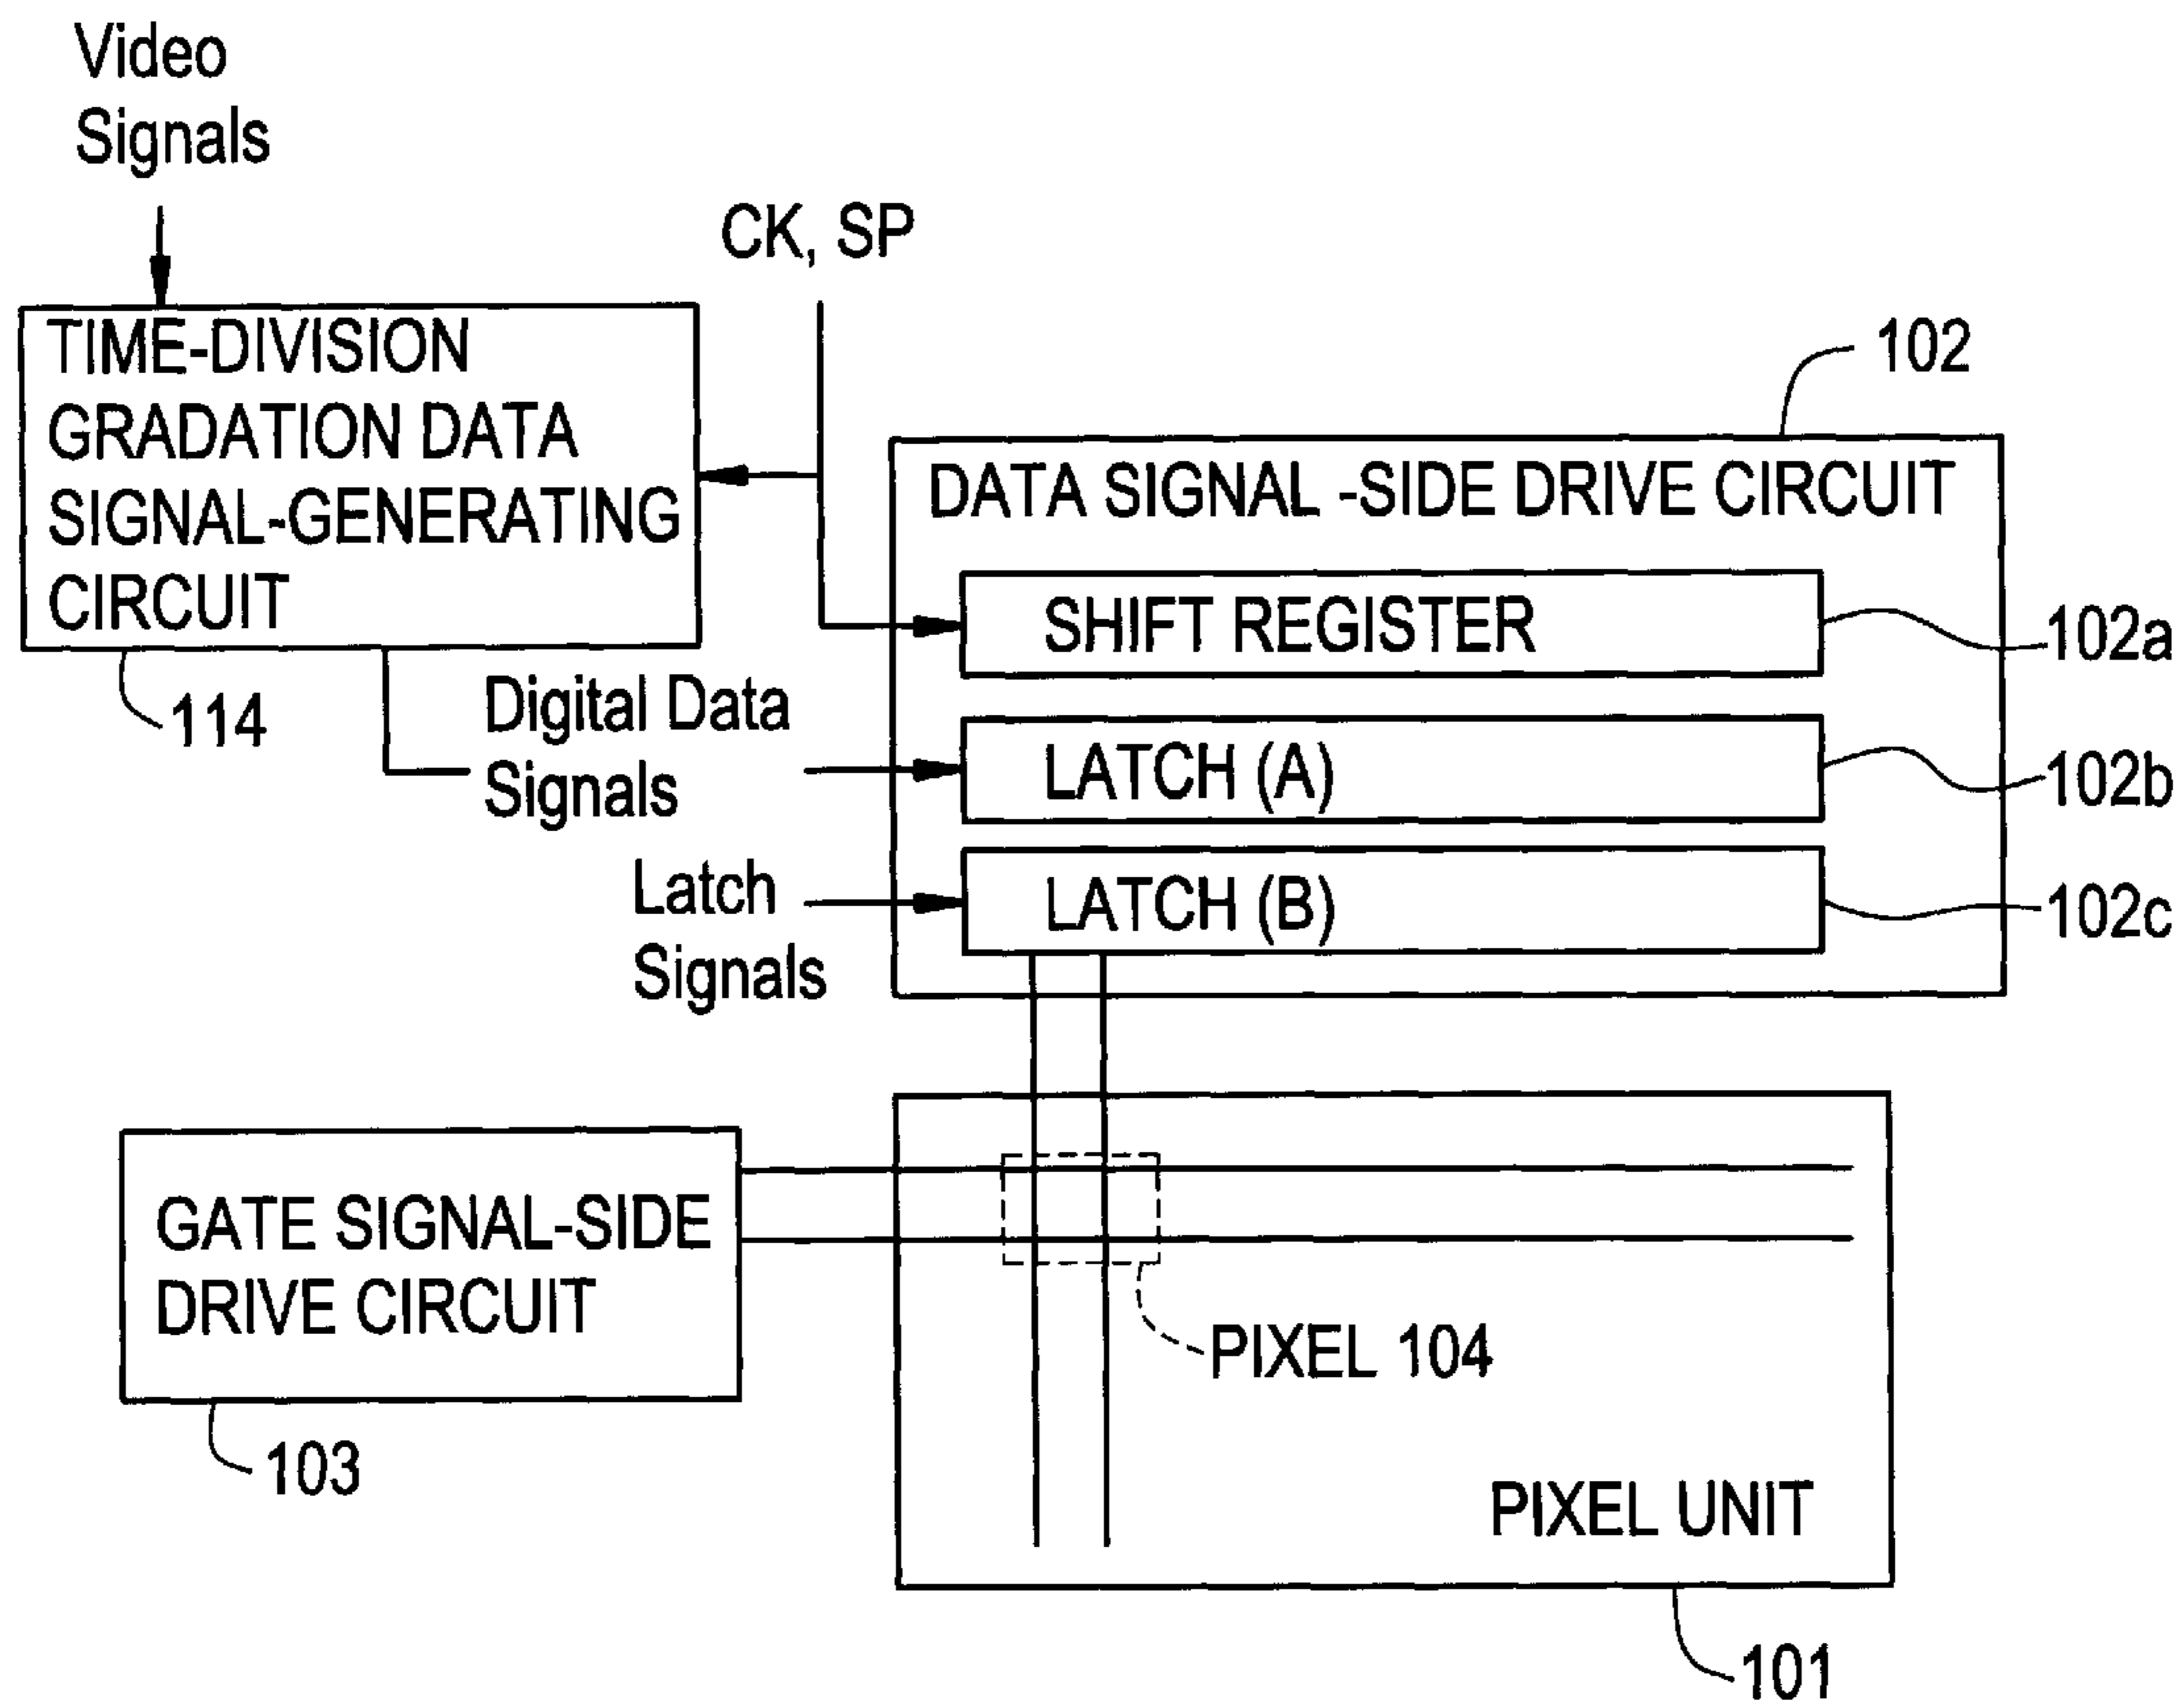 Video
Signals
CK, SP
TIME-DIVISION
GRADATION DATA
SIGNAL-GENERATING
CIRCUIT
114
102
DATA SIGNAL -SIDE DRIVE CIRCUIT
SHIFT REGISTER
102a
Digital Data
Signals
LATCH (A)
102b
Latch
Signals
LATCH (B)
102c
GATE SIGNAL-SIDE
DRIVE CIRCUIT
103
PIXEL 104
PIXEL UNIT
101